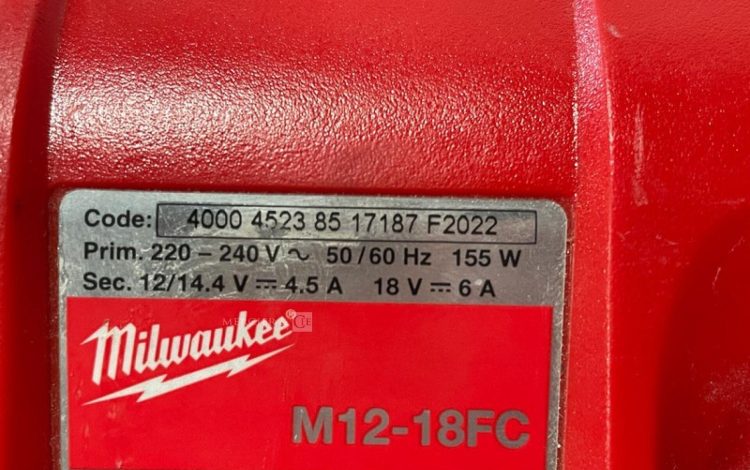 Code: 4000 4523 85 17187 F2022
Prim. 220 – 240 V ∿ 50/60 Hz 155 W
Sec. 12/14.4 V ⎓ 4.5 A 18 V ⎓ 6 A
Milwaukee
M12-18FC